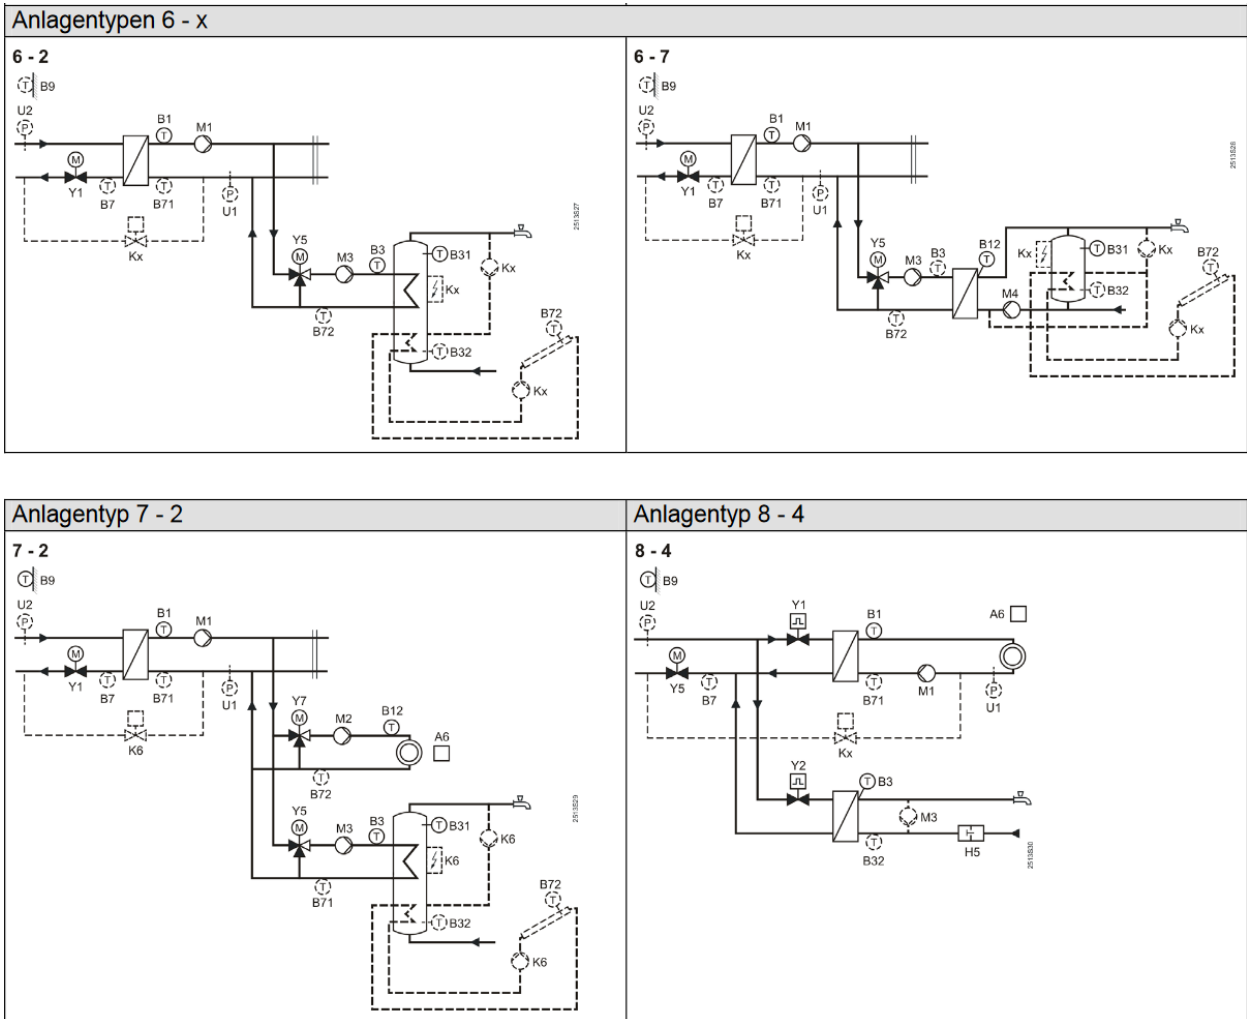 Anlagentypen 6 - x
6 - 2
T B9
U2
P
B1
T
M1
M
Y1
T
B7
T
B71
P
U1
Kx
2513S27
Y5
M
M3
B3
T
T B31
Kx
Kx
T
B72
T B32
B72
T
Kx
6 - 7
T B9
U2
P
B1
T
M1
M
Y1
T
B7
T
B71
P
U1
Kx
2513S28
Y5
M
M3
B3
T
B12
T
Kx
T B31
Kx
B72
T
M4
T B32
T
B72
Kx
Anlagentyp 7 - 2
7 - 2
T B9
U2
P
B1
T
M1
M
Y1
T
B7
T
B71
P
U1
K6
Y7
M
M2
B12
T
A6
T
B72
2513S29
Y5
M
M3
B3
T
T B31
K6
K6
T
B71
T B32
B72
T
K6
Anlagentyp 8 - 4
8 - 4
T B9
U2
P
Y1
B1
T
A6
M
Y5
T
B7
T
B71
M1
P
U1
Kx
Y2
T B3
M3
T
B32
H5
2513S30